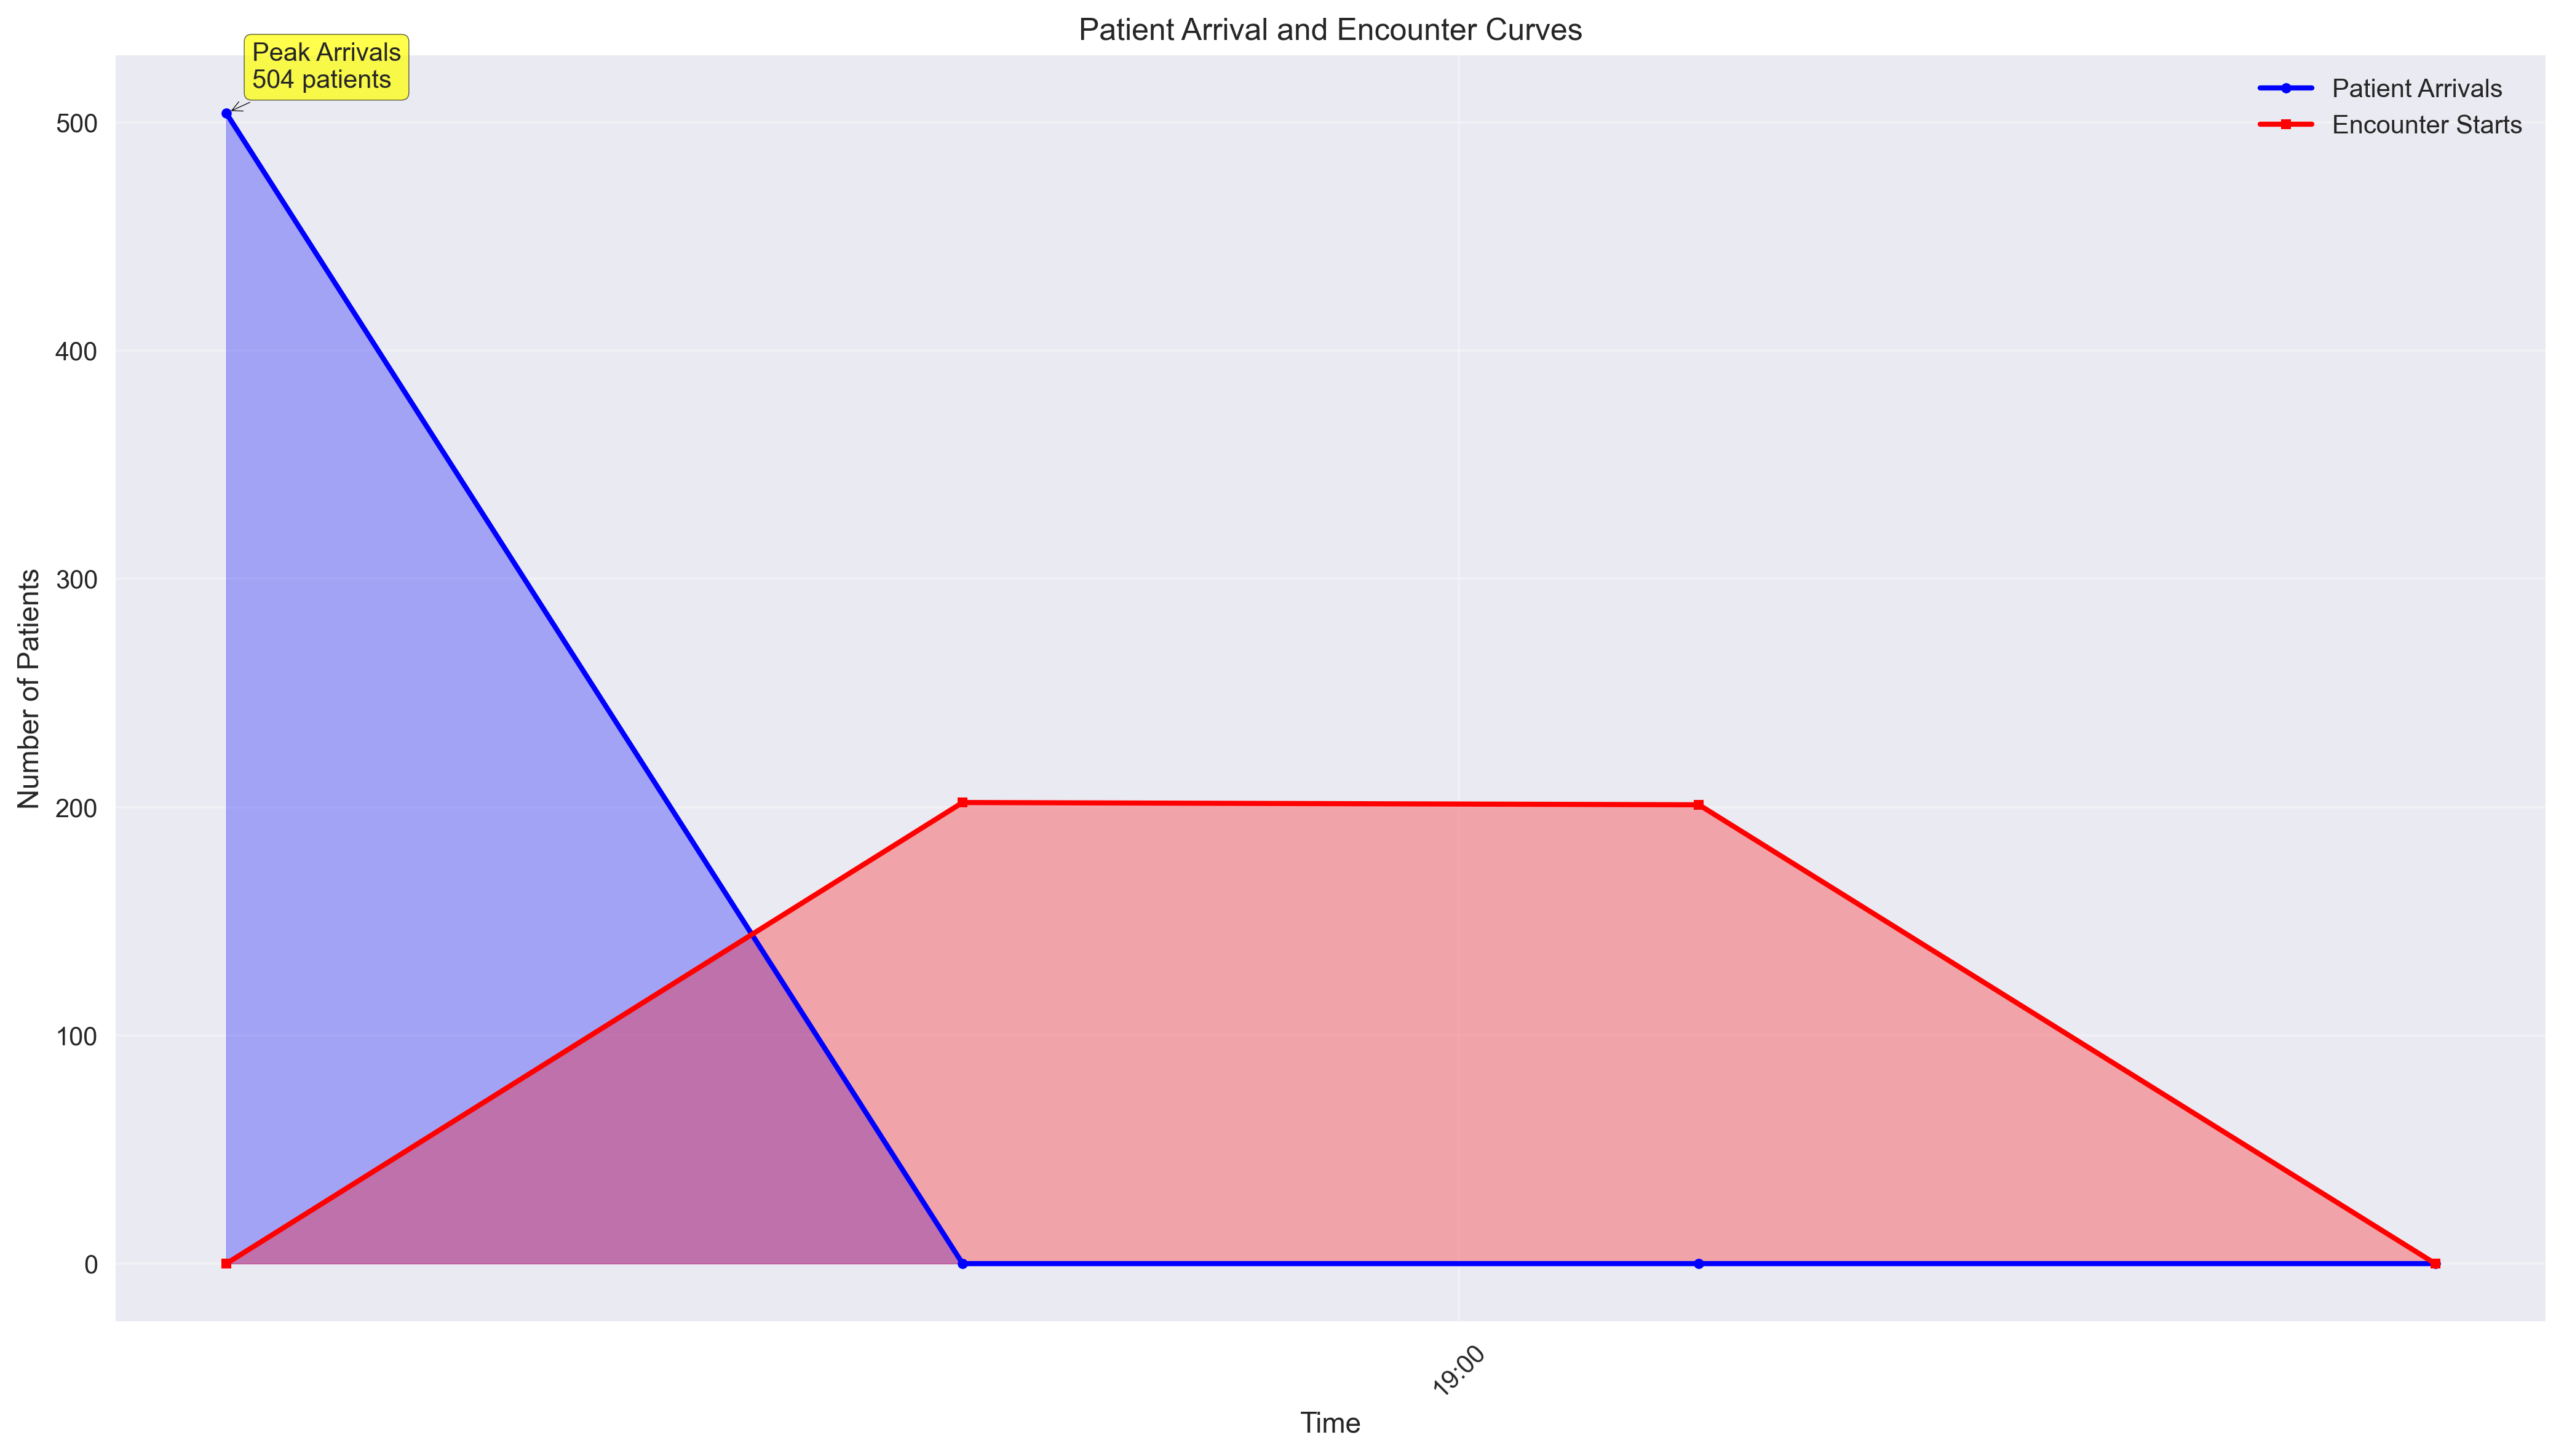 Patient Arrival and Encounter Curves
Peak Arrivals
504 patients
Patient Arrivals
Encounter Starts
500
400
300
200
100
0
Number of Patients
19:00
Time